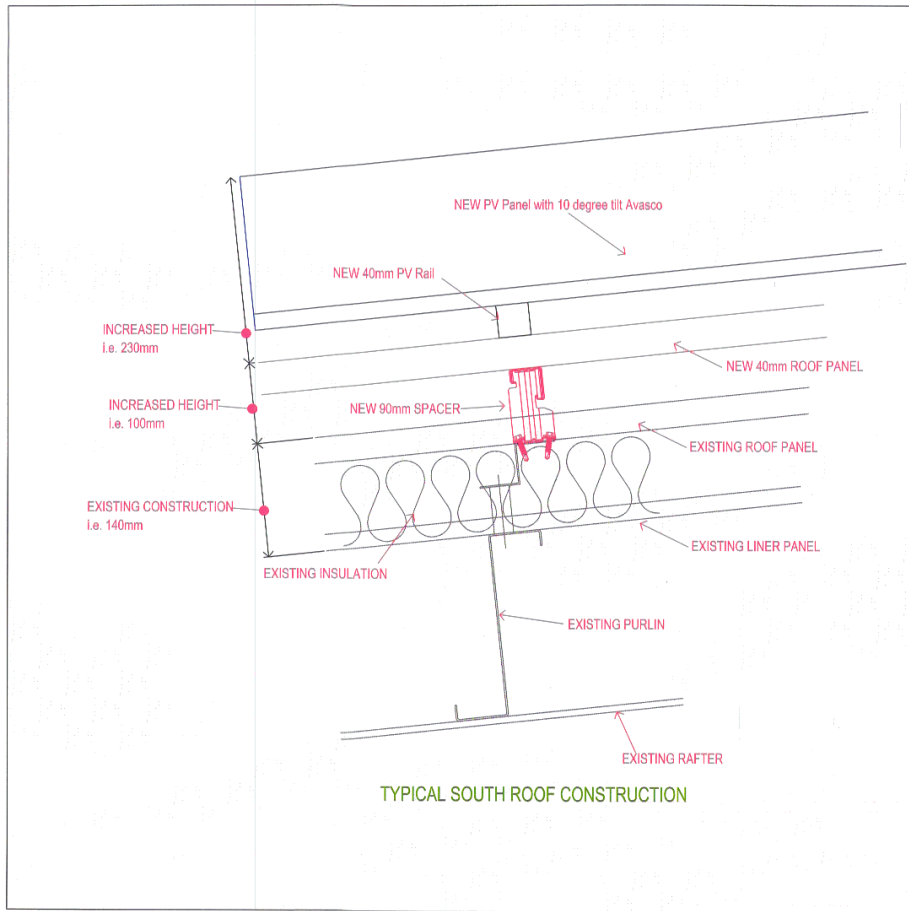 NEW PV Panel with 10 degree tilt Avasco
NEW 40mm PV Rail
INCREASED HEIGHT
i.e. 230mm
NEW 40mm ROOF PANEL
INCREASED HEIGHT
i.e. 100mm
NEW 90mm SPACER
EXISTING ROOF PANEL
EXISTING CONSTRUCTION
i.e. 140mm
EXISTING LINER PANEL
EXISTING INSULATION
EXISTING PURLIN
EXISTING RAFTER
TYPICAL SOUTH ROOF CONSTRUCTION